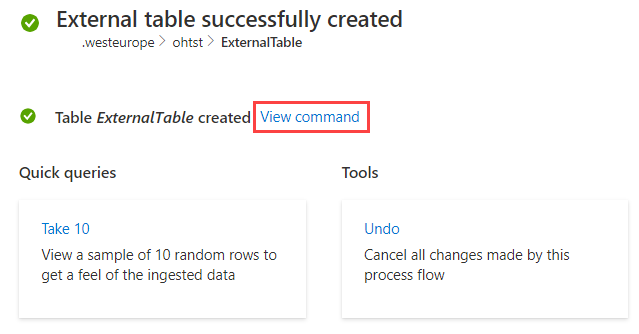 External table successfully created
.westeurope > ohtst > ExternalTable
Table ExternalTable created View command
Quick queries
Tools
Take 10
View a sample of 10 random rows to
get a feel of the ingested data
Undo
Cancel all changes made by this
process flow